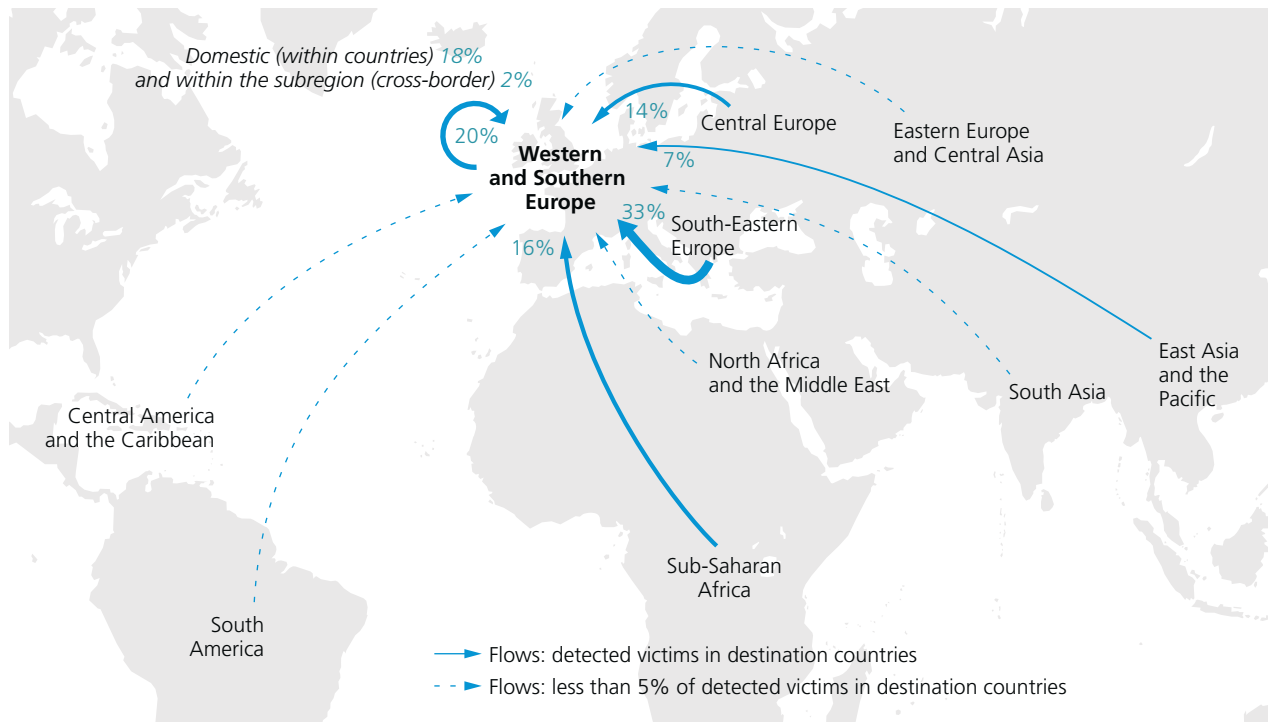 Domestic (within countries) 18%
and within the subregion (cross-border) 2%
20%
14%
Central Europe
Eastern Europe
and Central Asia
7%
Western
and Southern
Europe
33%
South-Eastern
Europe
16%
North Africa
and the Middle East
South Asia
East Asia
and the
Pacific
Central America
and the Caribbean
Sub-Saharan
Africa
South
America
Flows: detected victims in destination countries
Flows: less than 5% of detected victims in destination countries